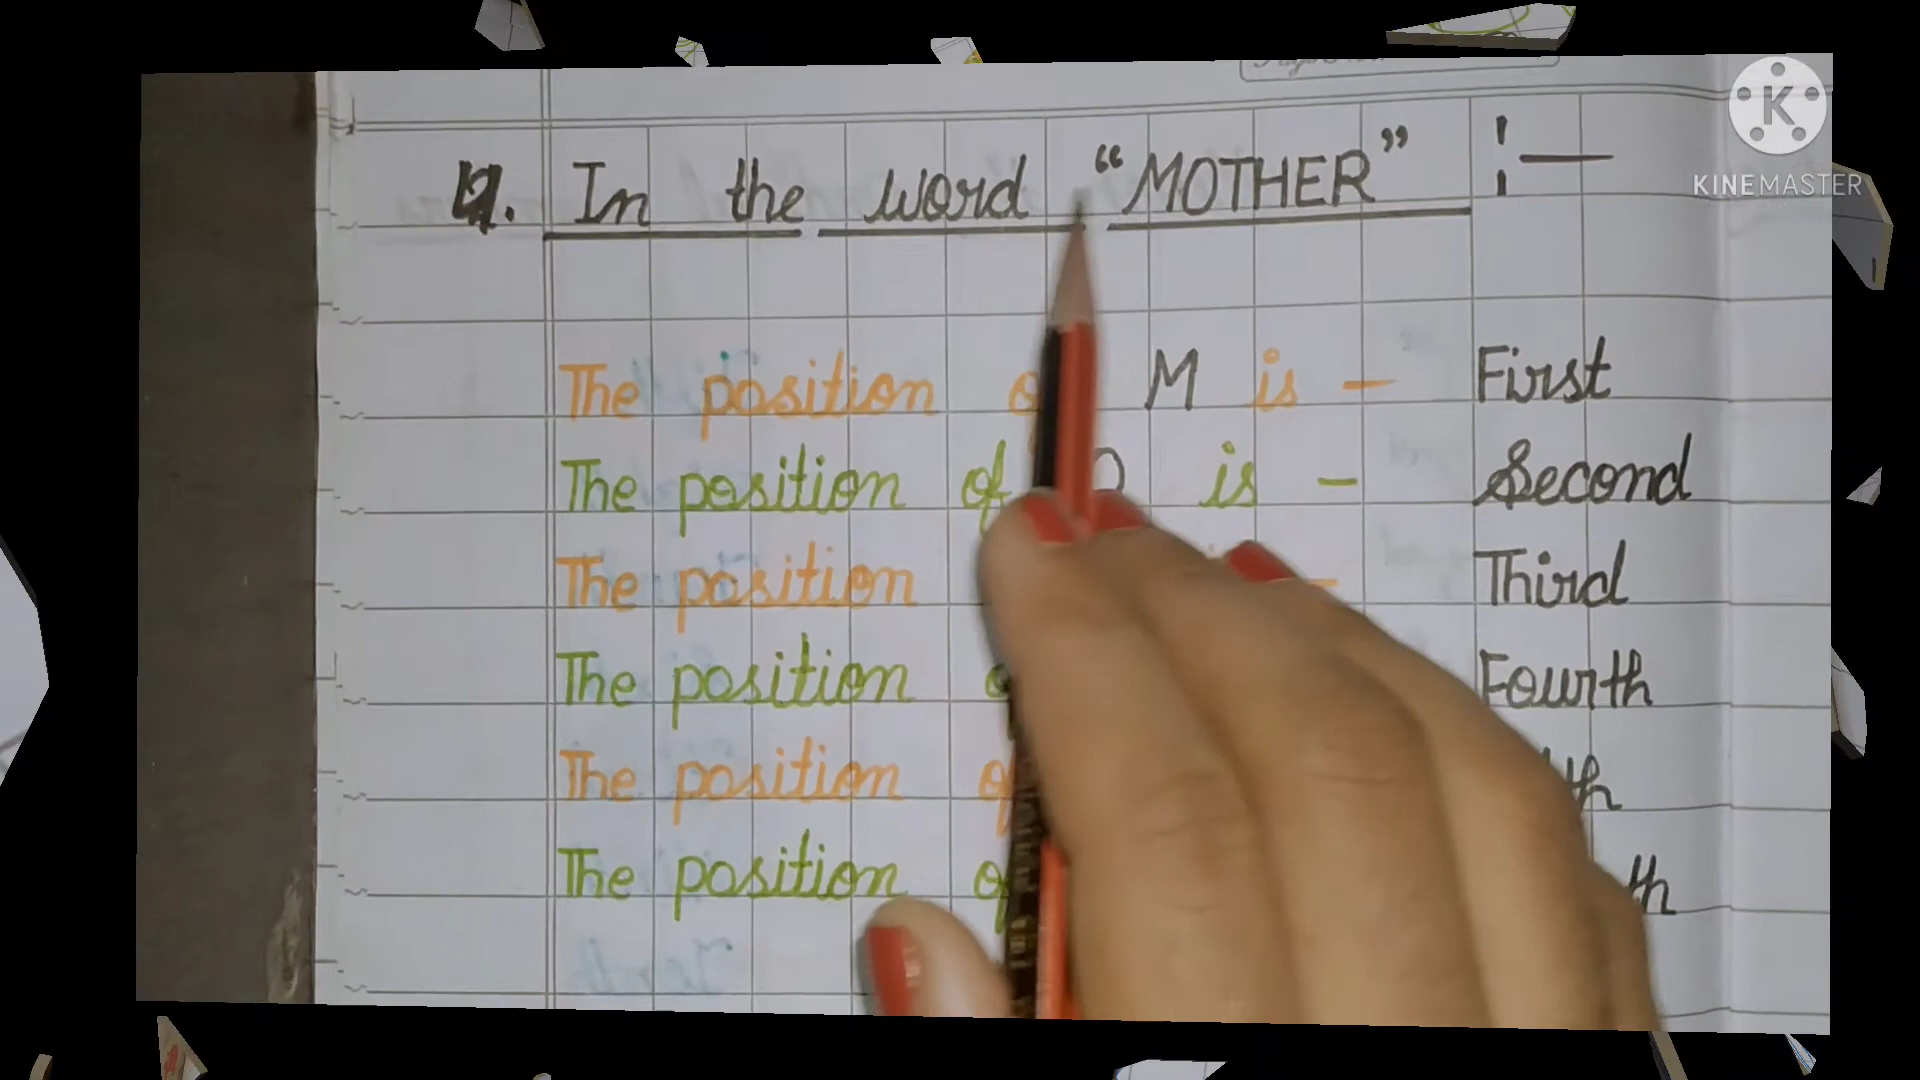 Q. In the word “MOTHER” :—
The position M is - First
The position of O is - Second
The position - Third
The position Fourth
The position of
The position
KINEMASTER